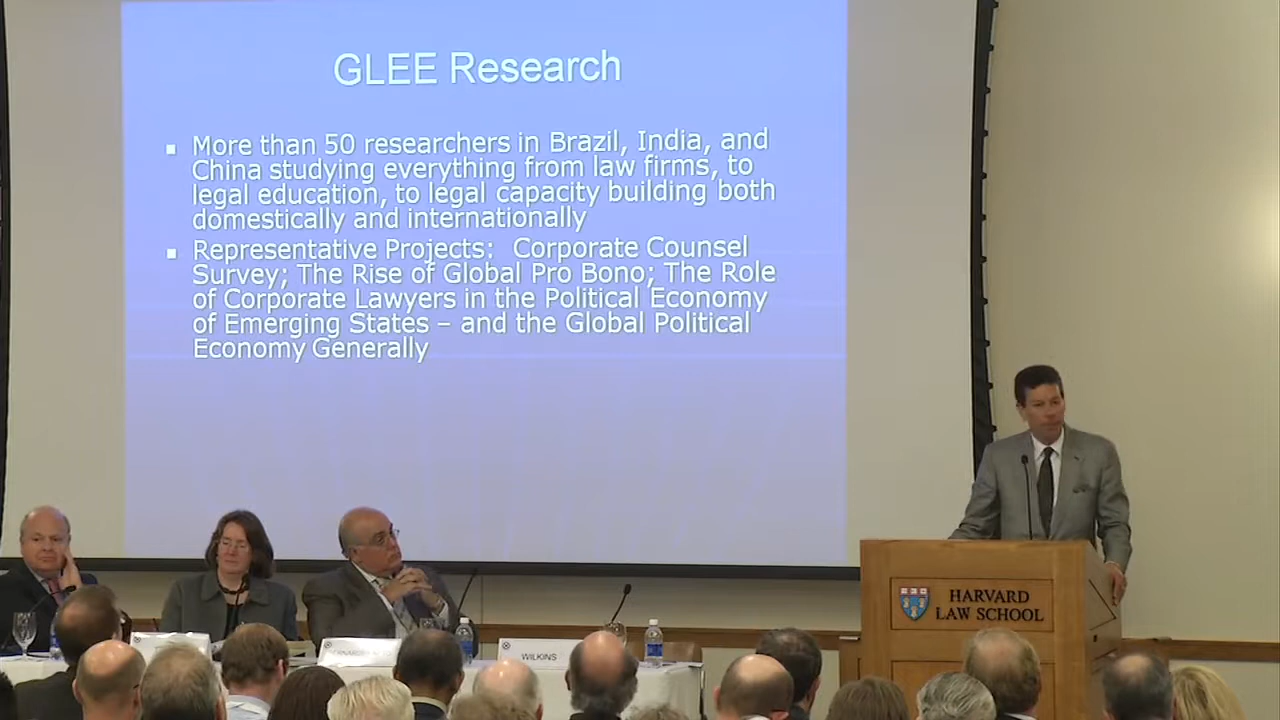 GLEE Research
More than 50 researchers in Brazil, India, and
China studying everything from law firms, to
legal education, to legal capacity building both
domestically and internationally
Representative Projects: Corporate Counsel
Survey; The Rise of Global Pro Bono; The Role
of Corporate Lawyers in the Political Economy
of Emerging States – and the Global Political
Economy Generally
HARVARD
LAW SCHOOL
WILKINS